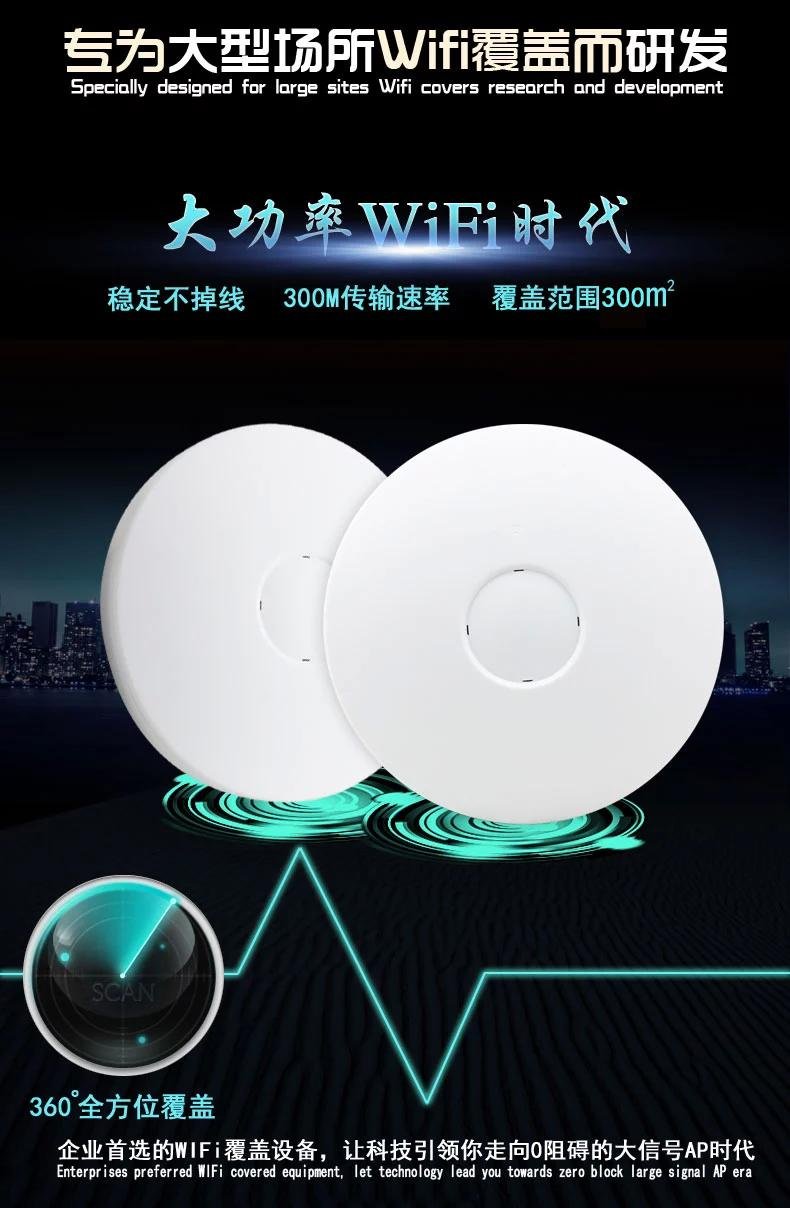 专为大型场所Wifi覆盖而研发
Specially designed for large sites Wifi covers research and development
大功率WiFi时代
稳定不掉线 300M传输速率 覆盖范围300m²
SCAN
360°全方位覆盖
企业首选的WIFi覆盖设备，让科技引领你走向0阻碍的大信号AP时代
Enterprises preferred WIFi covered equipment, let technology lead you towards zero block large signal AP era